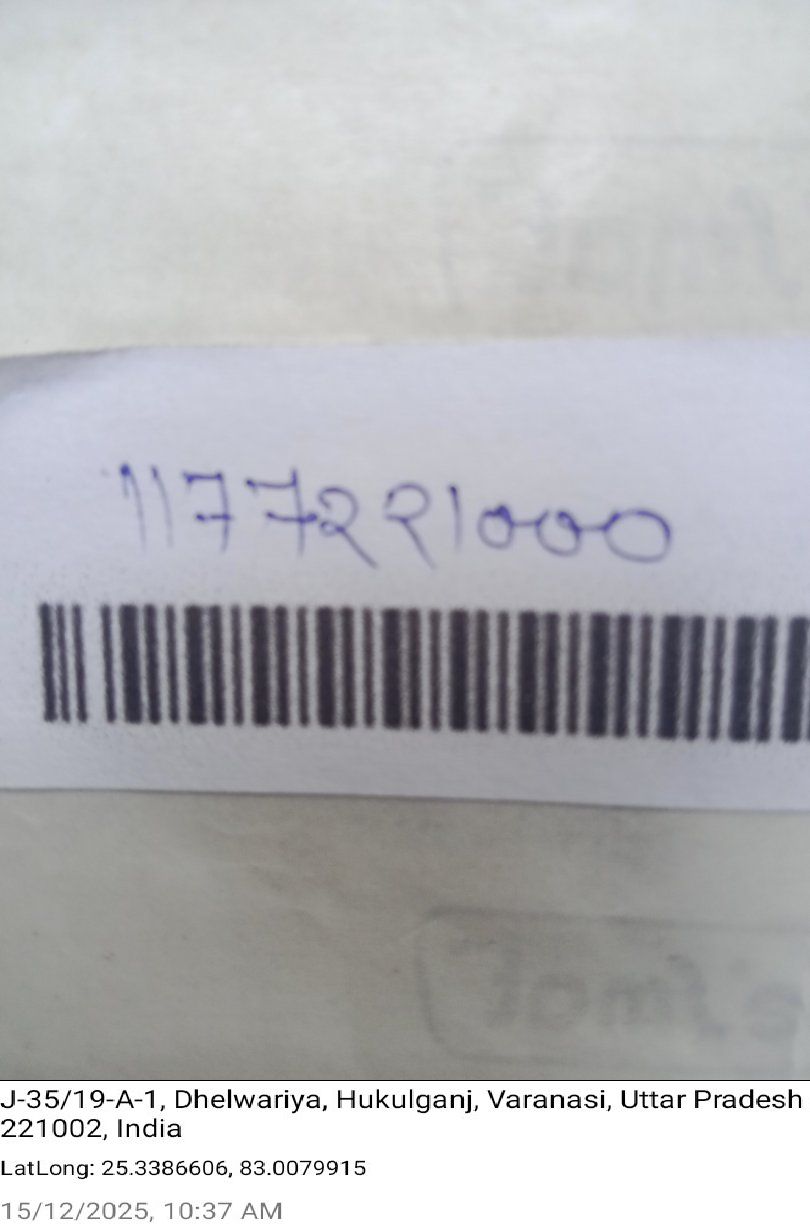 1177221000
J-35/19-A-1, Dhelwariya, Hukulganj, Varanasi, Uttar Pradesh
221002, India
LatLong: 25.3386606, 83.0079915
15/12/2025, 10:37 AM